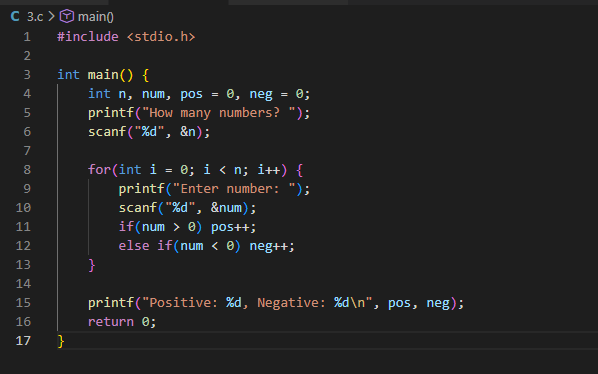 3.c > main()
1 #include <stdio.h>
2
3 int main() {
4     int n, num, pos = 0, neg = 0;
5     printf("How many numbers? ");
6     scanf("%d", &n);
7
8     for(int i = 0; i < n; i++) {
9         printf("Enter number: ");
10         scanf("%d", &num);
11         if(num > 0) pos++;
12         else if(num < 0) neg++;
13     }
14
15     printf("Positive: %d, Negative: %d\n", pos, neg);
16     return 0;
17 }